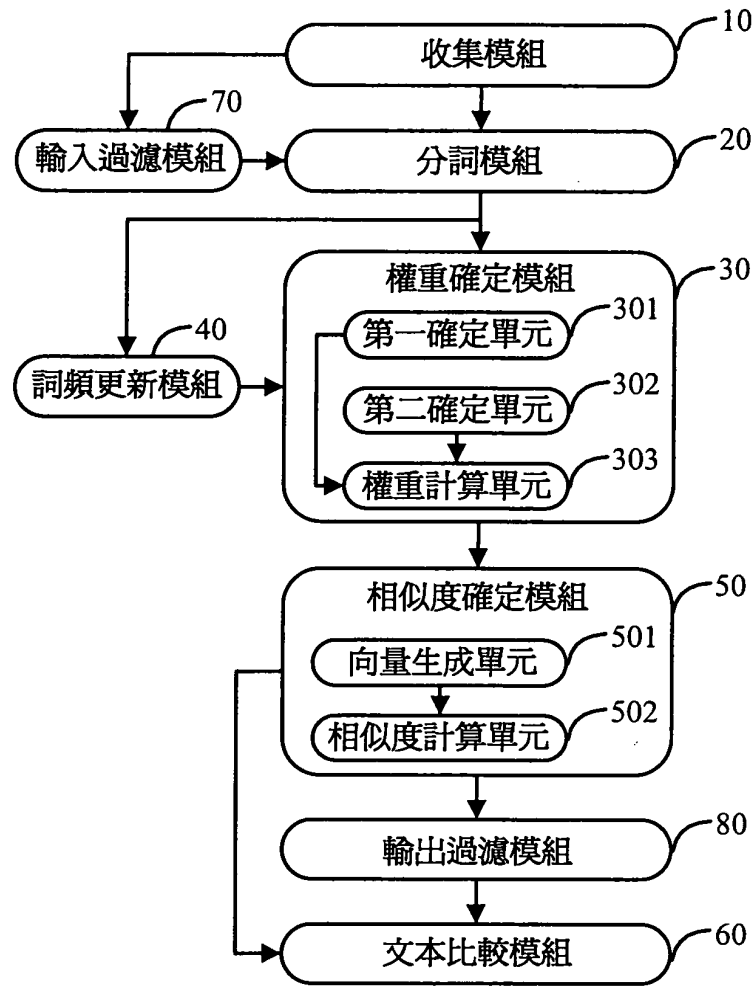 10
收集模組
70
輸入過濾模組
20
分詞模組
30
權重確定模組
301
第一確定單元
40
詞頻更新模組
302
第二確定單元
303
權重計算單元
50
相似度確定模組
501
向量生成單元
502
相似度計算單元
80
輸出過濾模組
60
文本比較模組